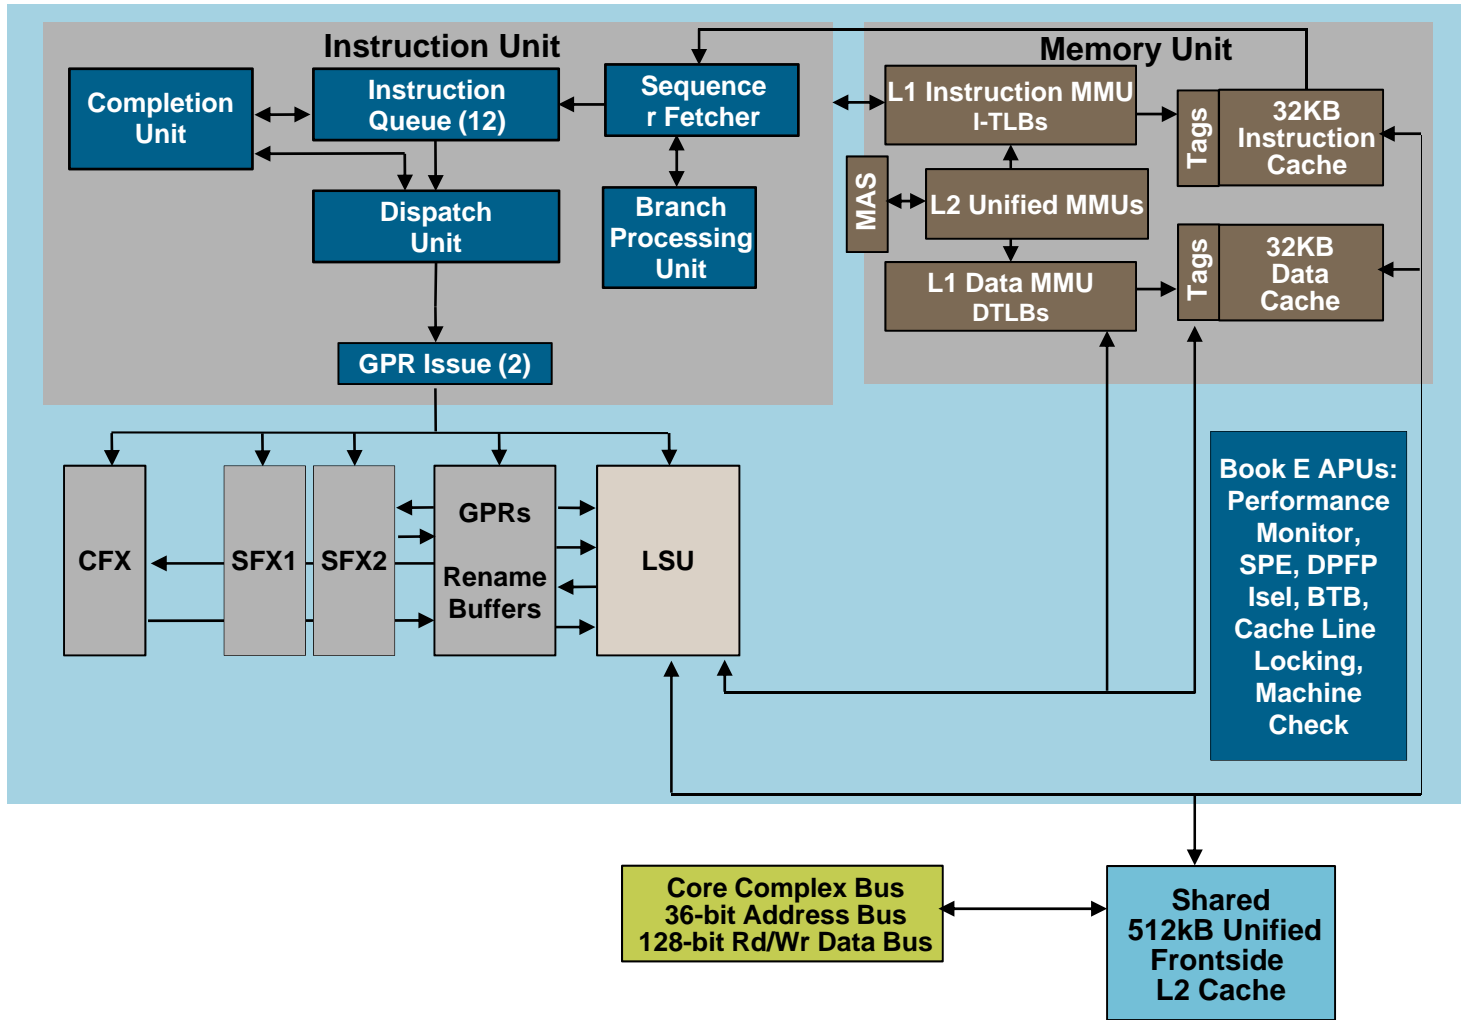 Instruction Unit
Memory Unit
Completion
Unit
Instruction
Queue (12)
Sequence
r Fetcher
L1 Instruction MMU
I-TLBs
Tags
32KB
Instruction
Cache
Dispatch
Unit
Branch
Processing
Unit
MAS
L2 Unified MMUs
L1 Data MMU
DTLBs
Tags
32KB
Data
Cache
GPR Issue (2)
CFX
SFX1
SFX2
GPRs
Rename
Buffers
LSU
Book E APUs:
Performance
Monitor,
SPE, DPFP
Isel, BTB,
Cache Line
Locking,
Machine
Check
Core Complex Bus
36-bit Address Bus
128-bit Rd/Wr Data Bus
Shared
512kB Unified
Frontside
L2 Cache